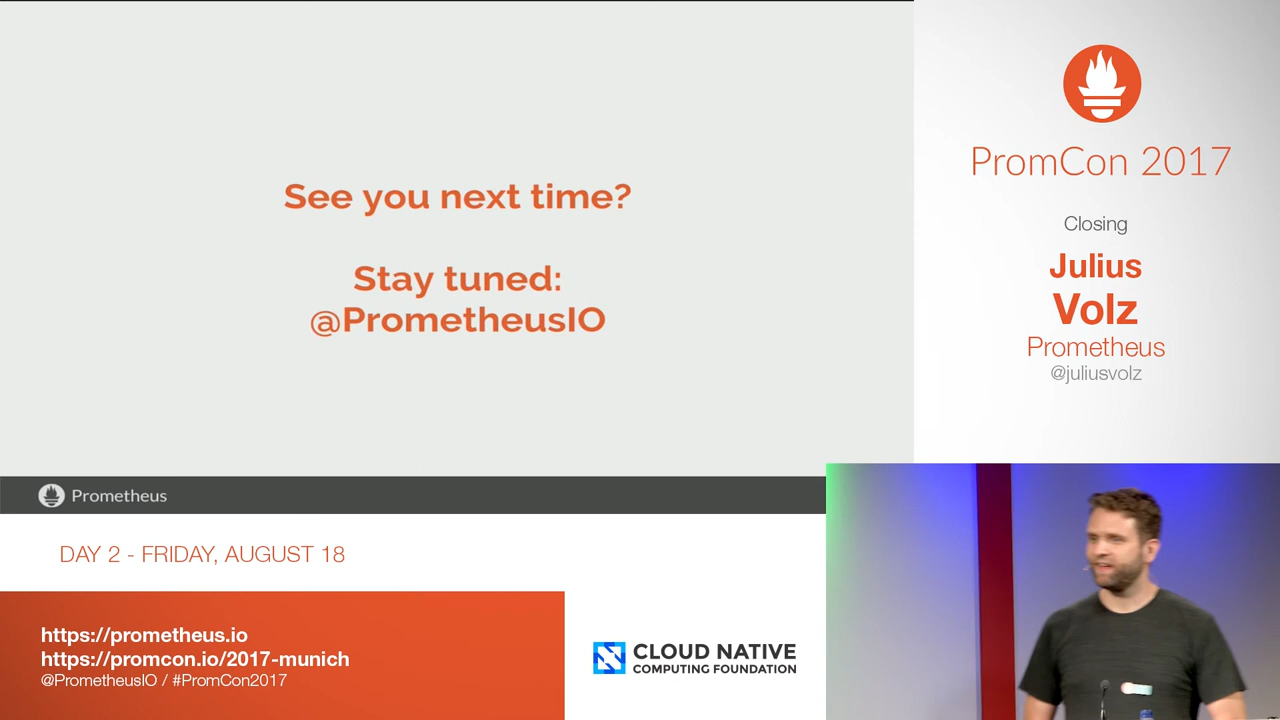 See you next time?
Stay tuned:
@PrometheusIO
Prometheus
PromCon 2017
Closing
Julius
Volz
Prometheus
@juliusvolz
DAY 2 - FRIDAY, AUGUST 18
https://prometheus.io
https://promcon.io/2017-munich
@PrometheusIO / #PromCon2017
CLOUD NATIVE
COMPUTING FOUNDATION